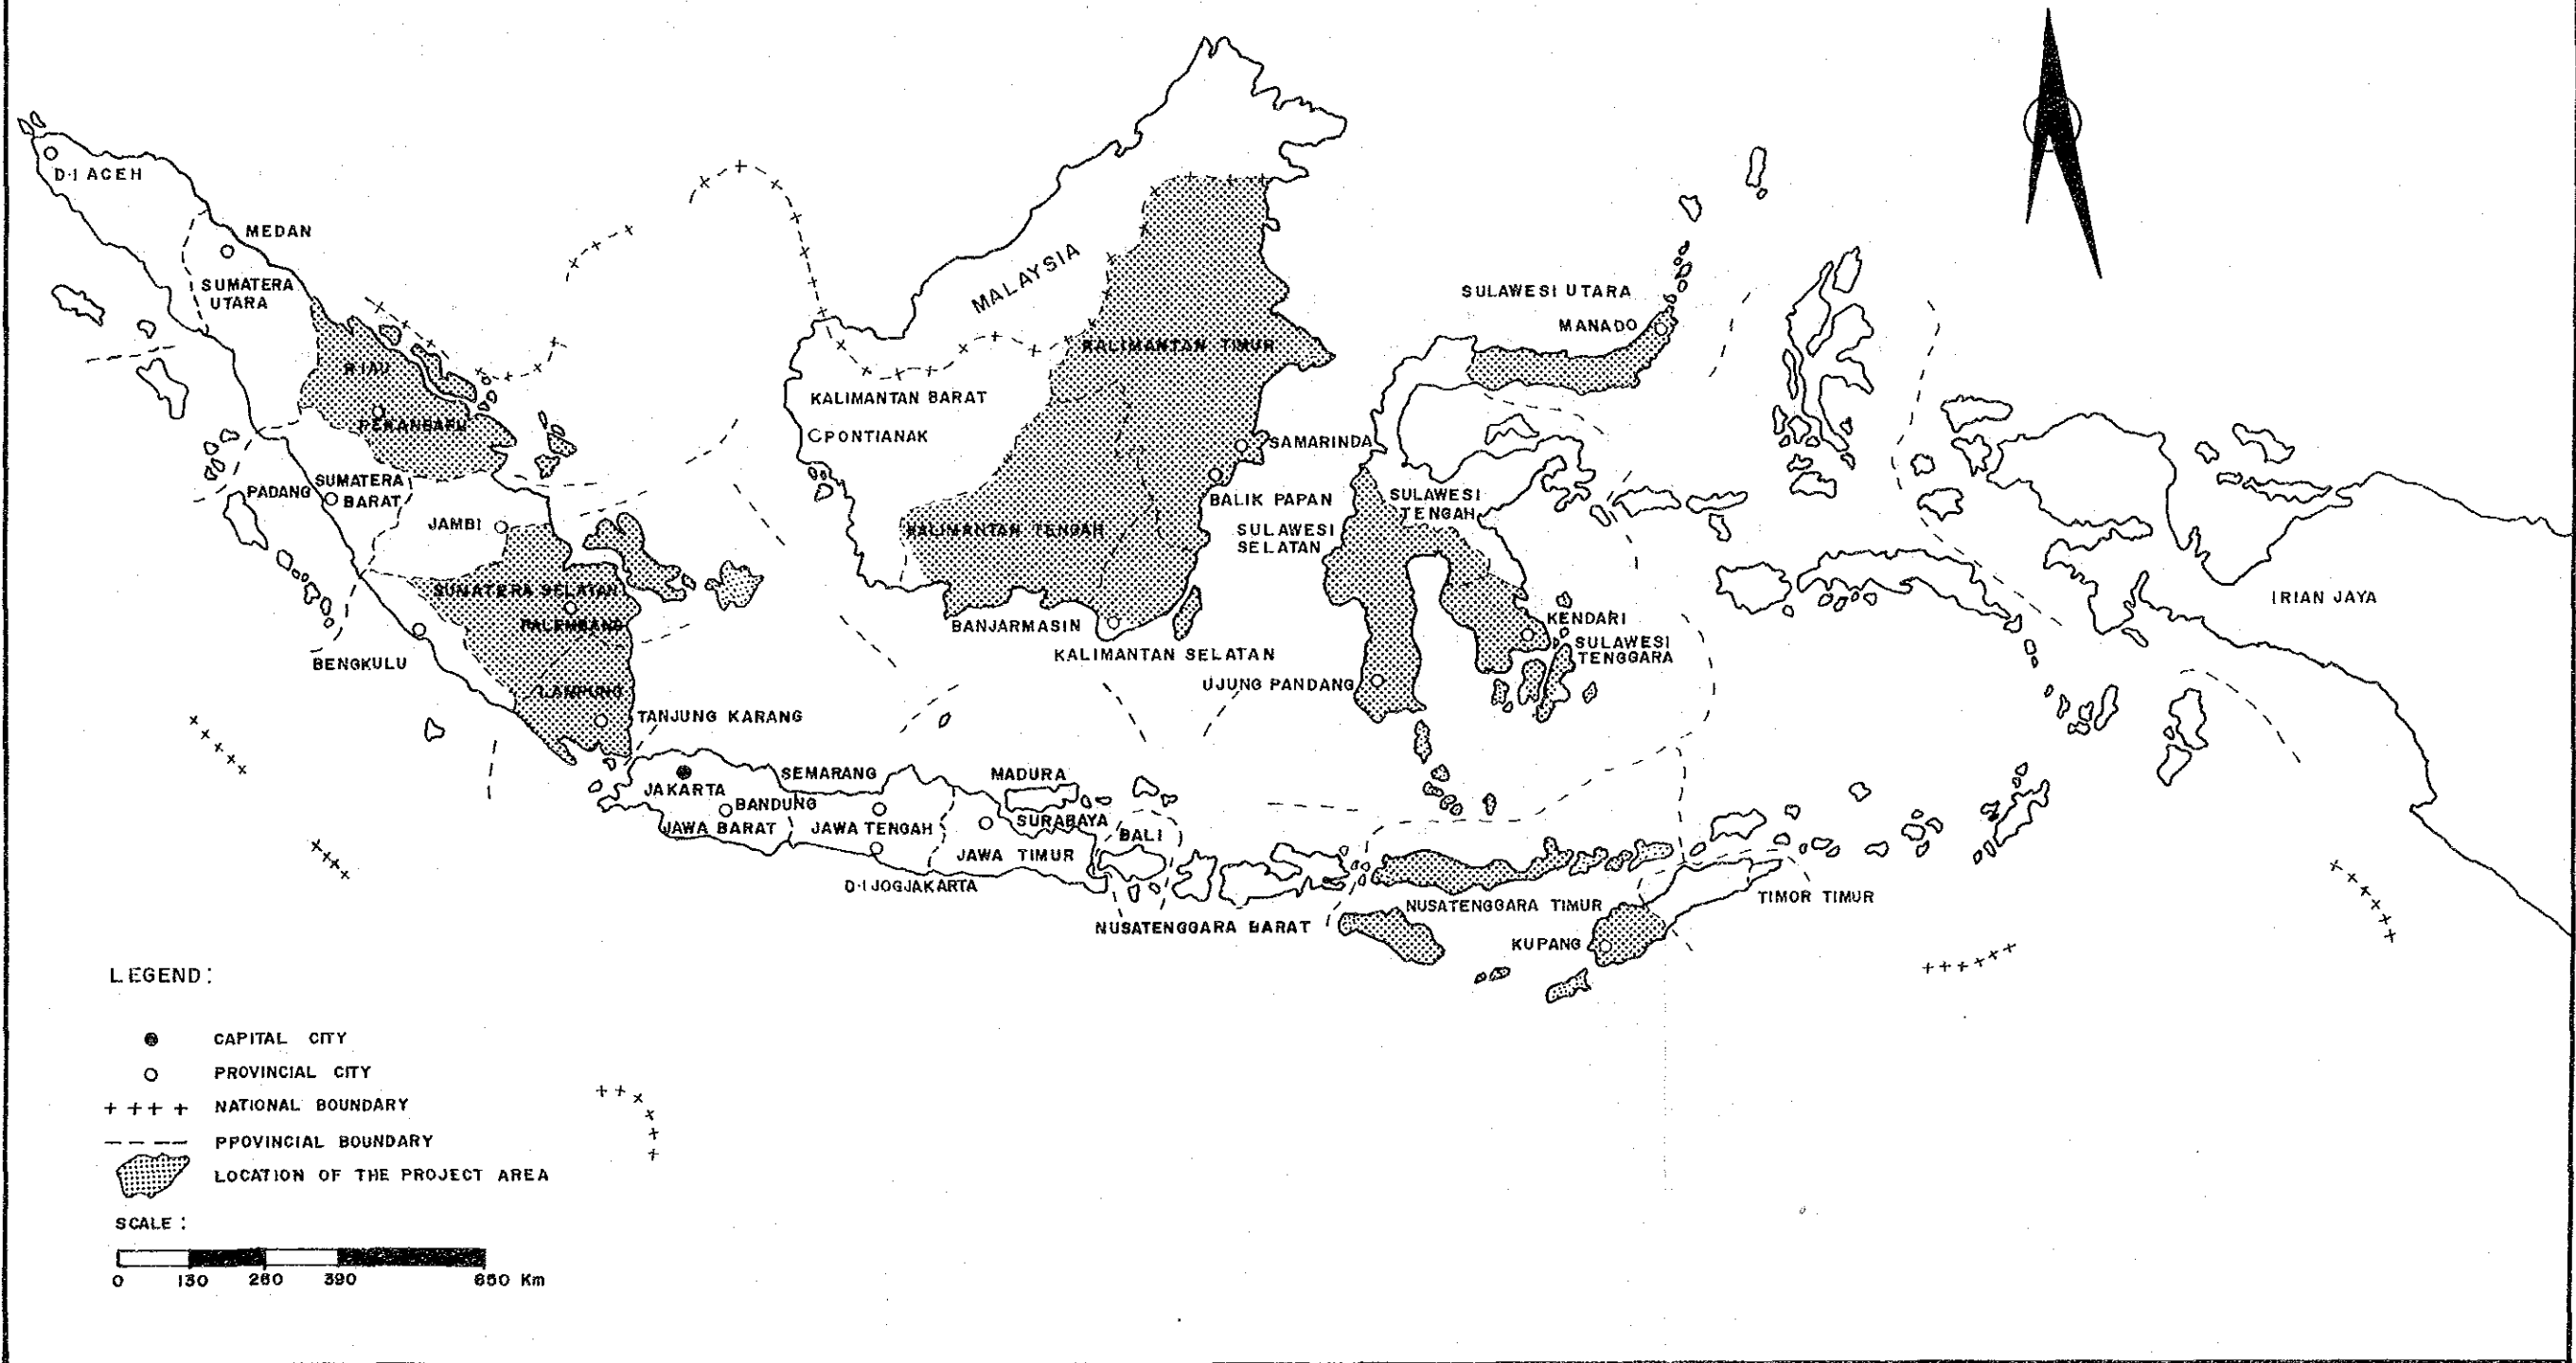 D·I ACEH
MEDAN
SUMATERA
UTARA
RIAU
PEKANBARU
PADANG
SUMATERA
BARAT
JAMBI
SUMATERA SELATAN
PALEMBANG
BENGKULU
LAMPUNG
TANJUNG KARANG
MALAYSIA
KALIMANTAN TIMUR
KALIMANTAN BARAT
PONTIANAK
SAMARINDA
BALIK PAPAN
KALIMANTAN TENGAH
BANJARMASIN
KALIMANTAN SELATAN
SULAWESI UTARA
MANADO
SULAWESI
TENGAH
SULAWESI
SELATAN
KENDARI
SULAWESI
TENGGARA
UJUNG PANDANG
IRIAN JAYA
JAKARTA
BANDUNG
JAWA BARAT
SEMARANG
JAWA TENGAH
D·I JOGJAKARTA
MADURA
SURABAYA
JAWA TIMUR
BALI
NUSATENGGARA BARAT
NUSATENGGARA TIMUR
KUPANG
TIMOR TIMUR
LEGEND:
CAPITAL CITY
PROVINCIAL CITY
++++ NATIONAL BOUNDARY
---- PPOVINCIAL BOUNDARY
LOCATION OF THE PROJECT AREA
SCALE:
0 130 260 390 650 Km